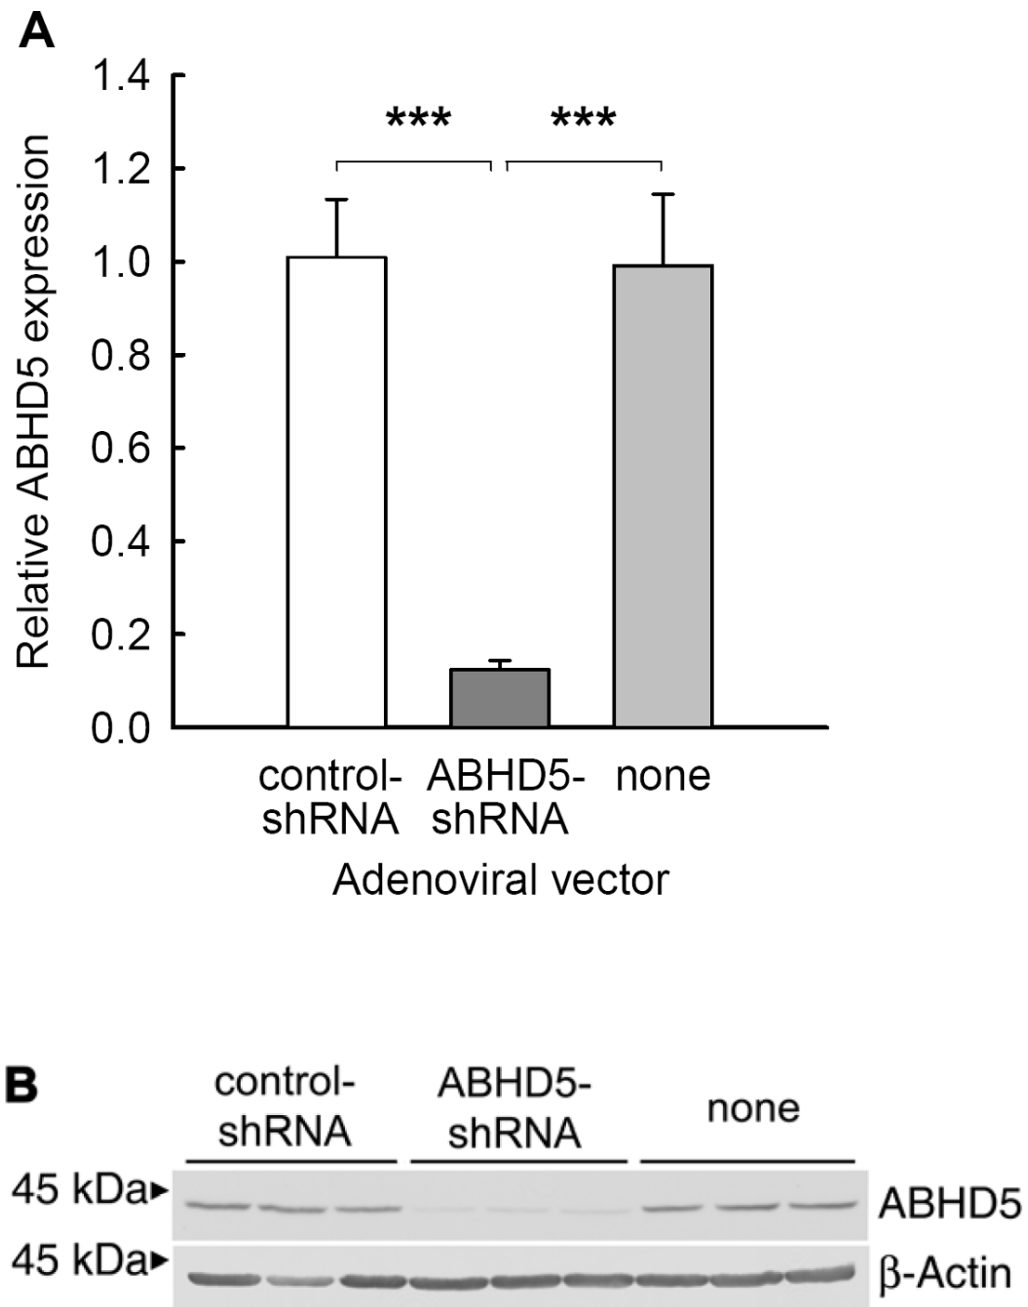 A
1.4
1.2
1.0
0.8
0.6
0.4
0.2
0.0
Relative ABHD5 expression
*** ***
control-shRNA ABHD5-shRNA none
Adenoviral vector
B
control-shRNA ABHD5-shRNA none
45 kDa ABHD5
45 kDa β-Actin